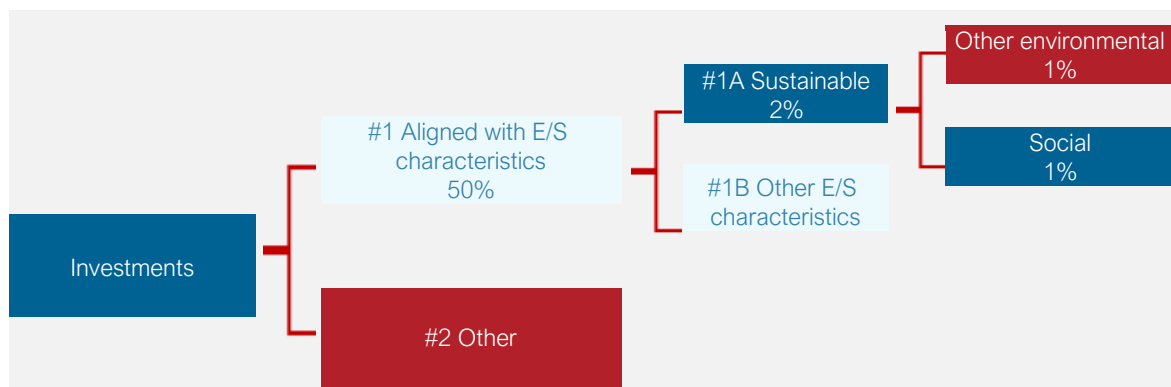 Investments
#1 Aligned with E/S
characteristics
50%
#2 Other
#1A Sustainable
2%
#1B Other E/S
characteristics
Other environmental
1%
Social
1%